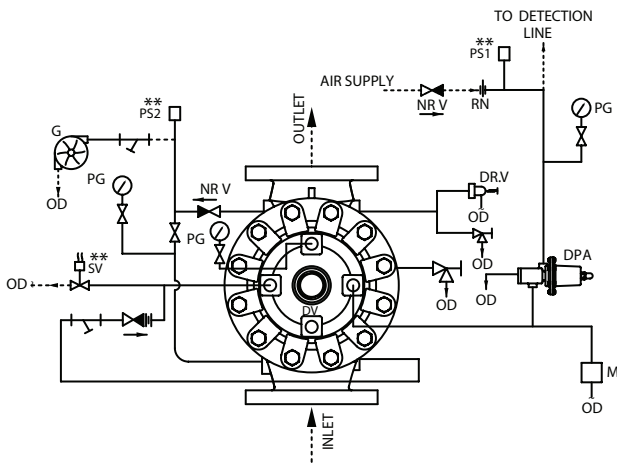 TO DETECTION
LINE
**
PS1
AIR SUPPLY
NR V
RN
PG
**
PS2
G
OD
PG
OUTLET
NR V
PG
DR.V
OD
OD
DPA
OD
OD
**
SV
OD
DV
M
OD
INLET